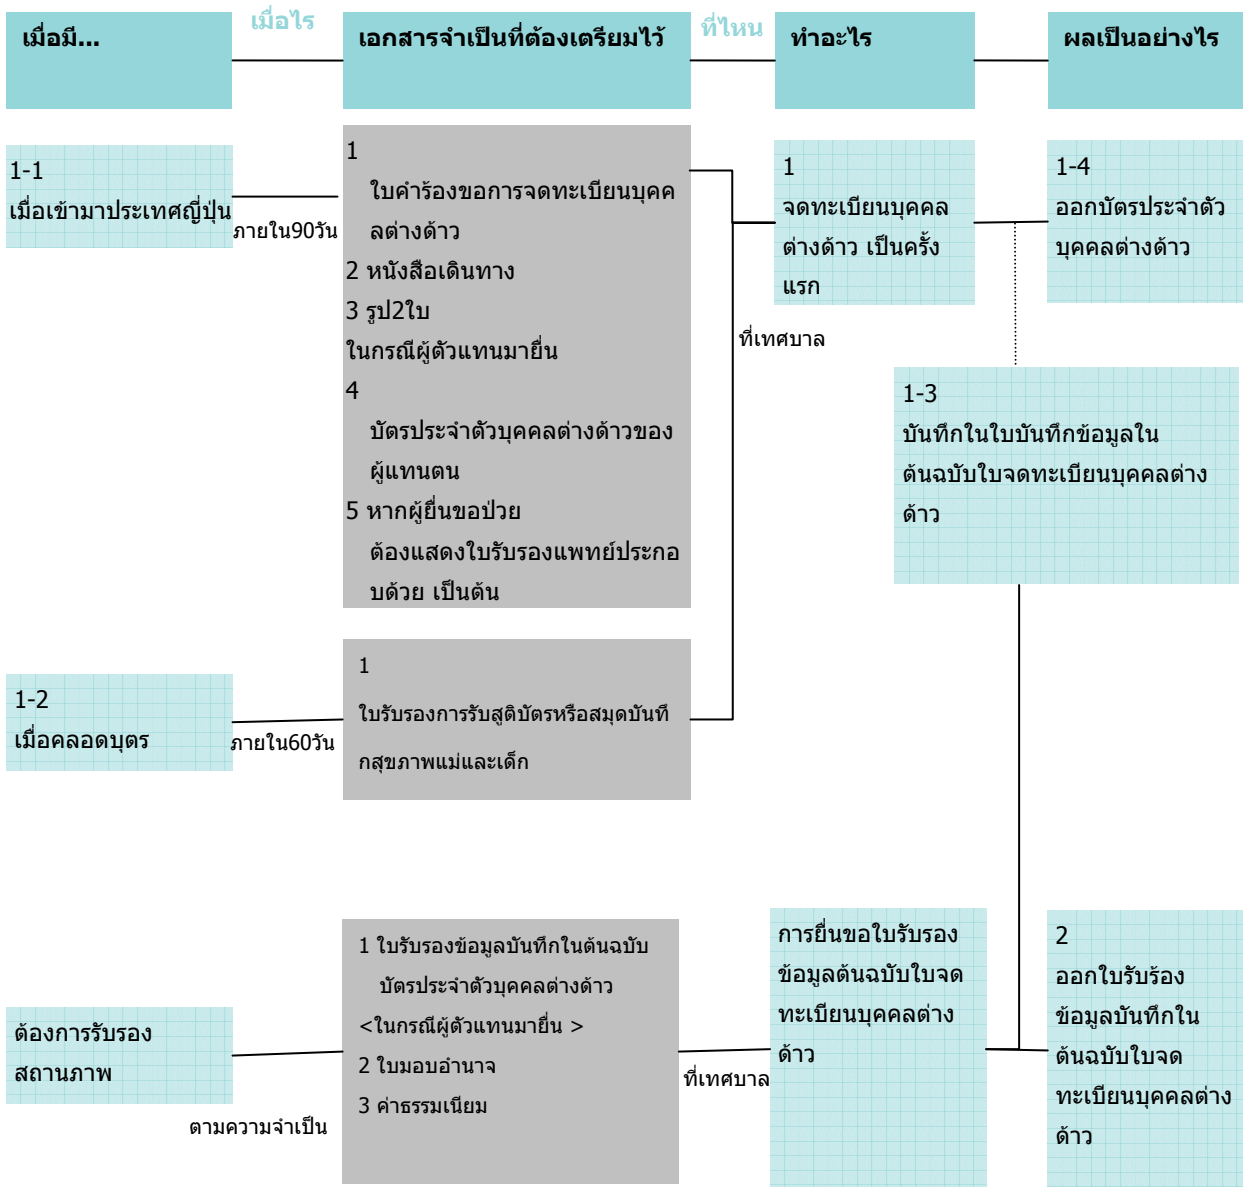 เมื่อมี...
เมื่อไร
เอกสารจำเป็นที่ต้องเตรียมไว้
ที่ไหน
ทำอะไร
ผลเป็นอย่างไร
1-1
เมื่อเข้ามาประเทศญี่ปุ่น
ภายใน90วัน
1
ใบคำร้องขอการจดทะเบียนบุคค
ลต่างด้าว
2 หนังสือเดินทาง
3 รูป2ใบ
ในกรณีผู้ตัวแทนมายื่น
4
บัตรประจำตัวบุคคลต่างด้าวของ
ผู้แทนตน
5 หากผู้ยื่นขอป่วย
ต้องแสดงใบรับรองแพทย์ประกอ
บด้วย เป็นต้น
ที่เทศบาล
1
จดทะเบียนบุคคล
ต่างด้าว เป็นครั้ง
แรก
1-4
ออกบัตรประจำตัว
บุคคลต่างด้าว
1-3
บันทึกในใบบันทึกข้อมูลใน
ต้นฉบับใบจดทะเบียนบุคคลต่าง
ด้าว
1-2
เมื่อคลอดบุตร
ภายใน60วัน
1
ใบรับรองการรับสูติบัตรหรือสมุดบันทึ
กสุขภาพแม่และเด็ก
ต้องการรับรอง
สถานภาพ
ตามความจำเป็น
1 ใบรับรองข้อมูลบันทึกในต้นฉบับ
บัตรประจำตัวบุคคลต่างด้าว
<ในกรณีผู้ตัวแทนมายื่น >
2 ใบมอบอำนาจ
3 ค่าธรรมเนียม
ที่เทศบาล
การยื่นขอใบรับรอง
ข้อมูลต้นฉบับใบจด
ทะเบียนบุคคลต่าง
ด้าว
2
ออกใบรับร้อง
ข้อมูลบันทึกใน
ต้นฉบับใบจด
ทะเบียนบุคคลต่าง
ด้าว